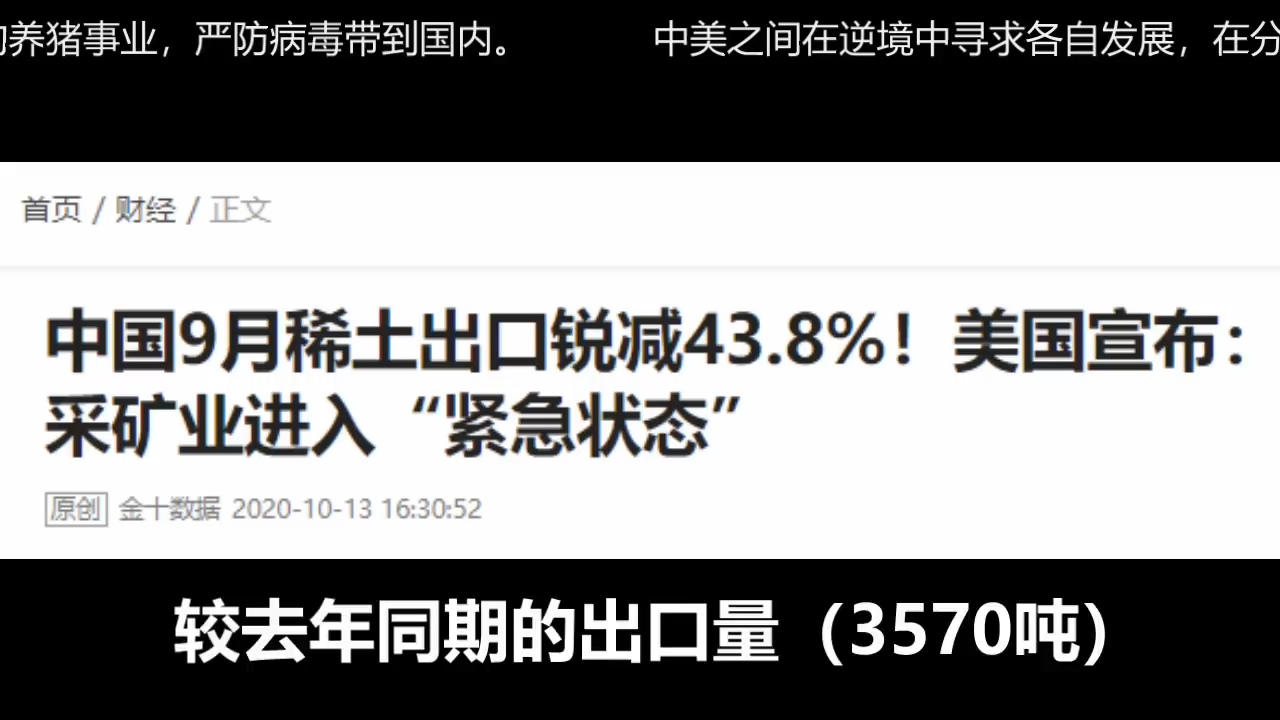 养猪事业，严防病毒带到国内。 中美之间在逆境中寻求各自发展，在分
首页 / 财经 / 正文
中国9月稀土出口锐减43.8%！美国宣布：
采矿业进入“紧急状态”
原创 金十数据 2020-10-13 16:30:52
较去年同期的出口量（3570吨）